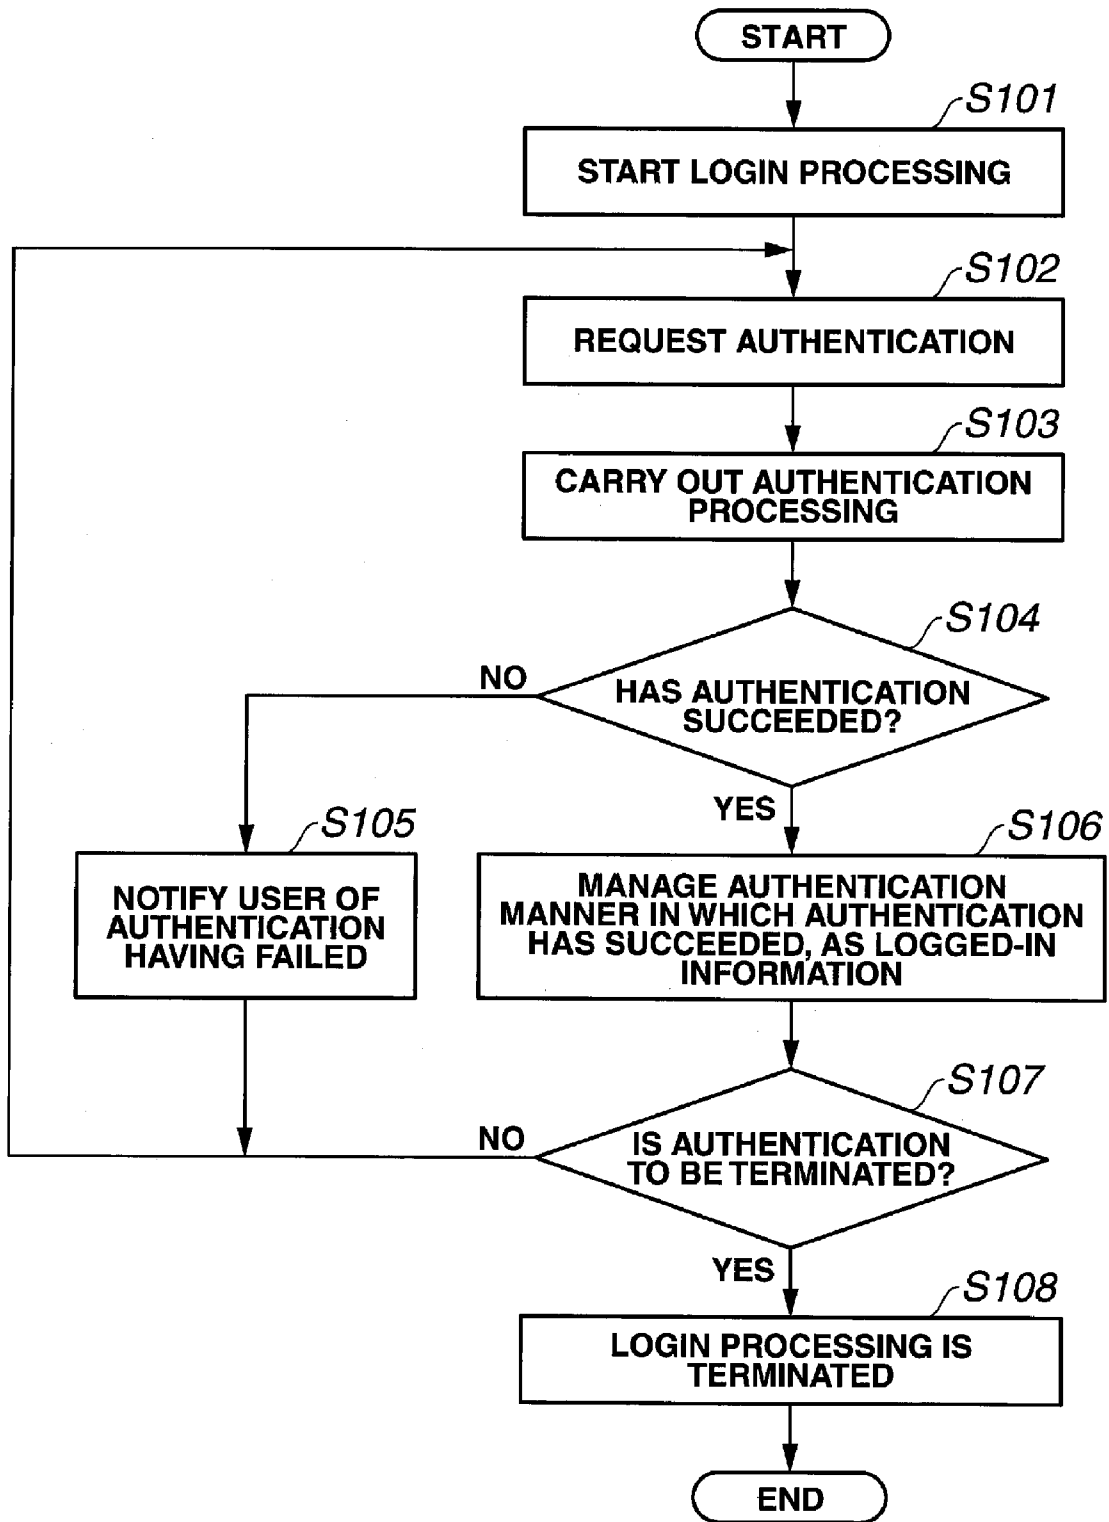 START
S101
START LOGIN PROCESSING
S102
REQUEST AUTHENTICATION
S103
CARRY OUT AUTHENTICATION
PROCESSING
S104
NO
HAS AUTHENTICATION
SUCCEEDED?
YES
S105
NOTIFY USER OF
AUTHENTICATION
HAVING FAILED
S106
MANAGE AUTHENTICATION
MANNER IN WHICH AUTHENTICATION
HAS SUCCEEDED, AS LOGGED-IN
INFORMATION
S107
NO
IS AUTHENTICATION
TO BE TERMINATED?
YES
S108
LOGIN PROCESSING IS
TERMINATED
END